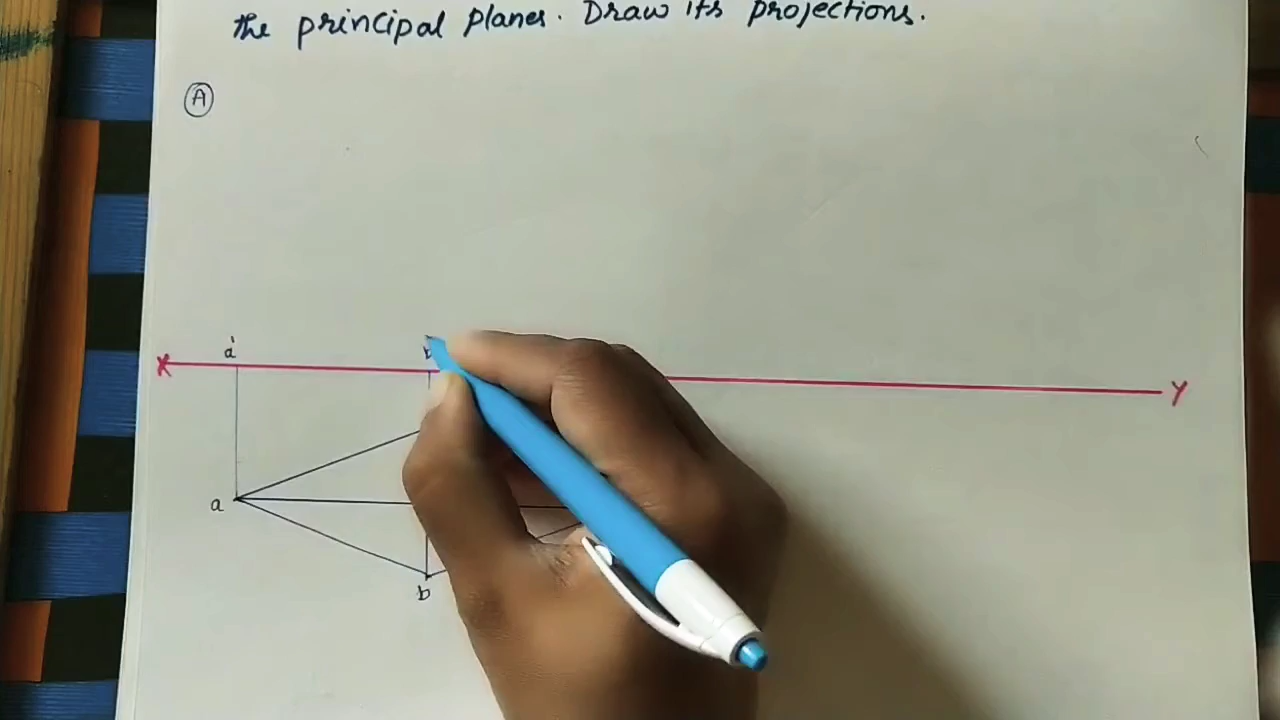 the principal planes. Draw its projections.
A
a'
X Y
a
b